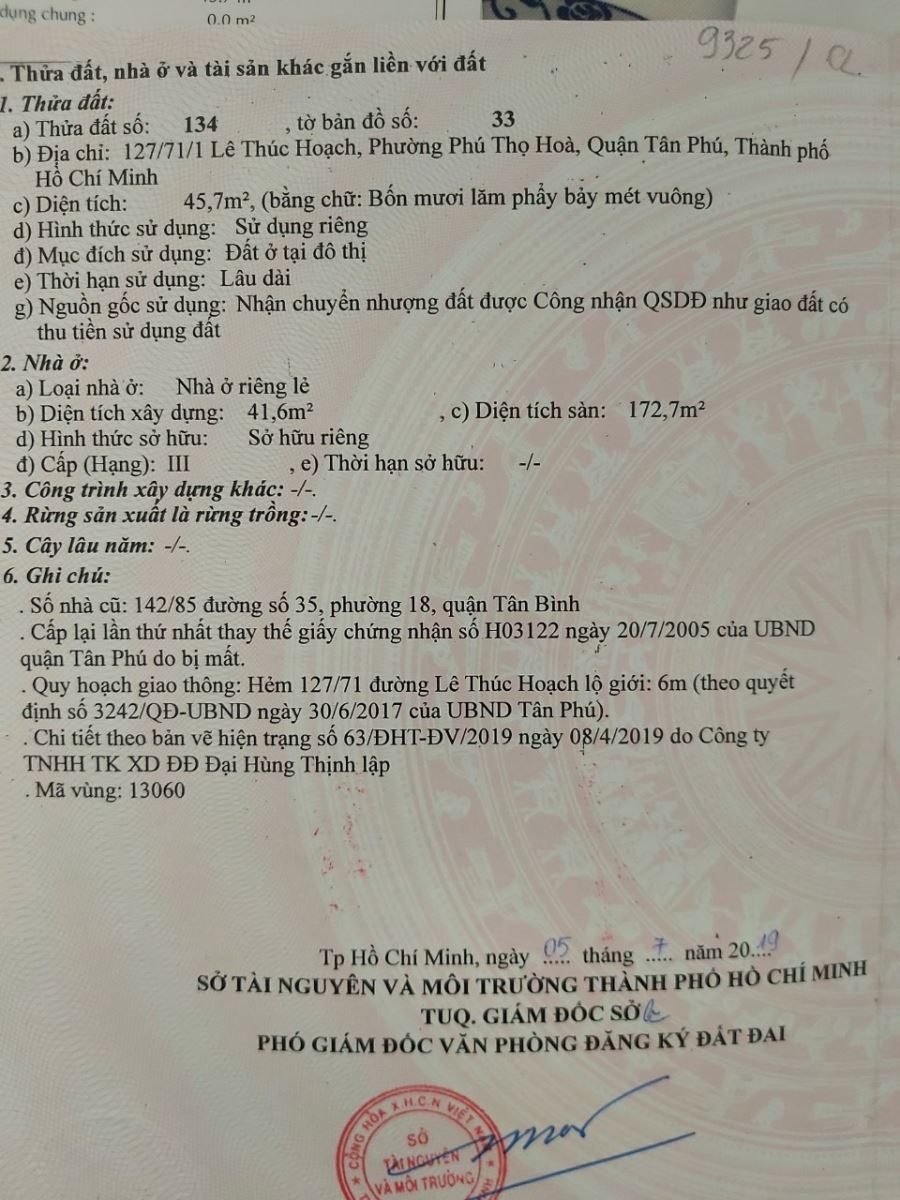 dụng chung :
0.0 m²
9325 /
. Thửa đất, nhà ở và tài sản khác gắn liền với đất
1. Thửa đất:
a) Thửa đất số: 134 , tờ bản đồ số: 33
b) Địa chỉ: 127/71/1 Lê Thúc Hoạch, Phường Phú Thọ Hoà, Quận Tân Phú, Thành phố
Hồ Chí Minh
c) Diện tích: 45,7m², (bằng chữ: Bốn mươi lăm phẩy bảy mét vuông)
d) Hình thức sử dụng: Sử dụng riêng
đ) Mục đích sử dụng: Đất ở tại đô thị
e) Thời hạn sử dụng: Lâu dài
g) Nguồn gốc sử dụng: Nhận chuyển nhượng đất được Công nhận QSDĐ như giao đất có
thu tiền sử dụng đất
2. Nhà ở:
a) Loại nhà ở: Nhà ở riêng lẻ
b) Diện tích xây dựng: 41,6m² , c) Diện tích sàn: 172,7m²
d) Hình thức sở hữu: Sở hữu riêng
đ) Cấp (Hạng): III , e) Thời hạn sở hữu: -/-
3. Công trình xây dựng khác: -/-.
4. Rừng sản xuất là rừng trồng:-/-.
5. Cây lâu năm: -/-.
6. Ghi chú:
. Số nhà cũ: 142/85 đường số 35, phường 18, quận Tân Bình
. Cấp lại lần thứ nhất thay thế giấy chứng nhận số H03122 ngày 20/7/2005 của UBND
quận Tân Phú do bị mất.
. Quy hoạch giao thông: Hẻm 127/71 đường Lê Thúc Hoạch lộ giới: 6m (theo quyết
định số 3242/QĐ-UBND ngày 30/6/2017 của UBND Tân Phú).
. Chi tiết theo bản vẽ hiện trạng số 63/ĐHT-ĐV/2019 ngày 08/4/2019 do Công ty
TNHH TK XD ĐĐ Đại Hùng Thịnh lập
. Mã vùng: 13060
Tp Hồ Chí Minh, ngày 05 tháng 7 năm 2019
SỞ TÀI NGUYÊN VÀ MÔI TRƯỜNG THÀNH PHỐ HỒ CHÍ MINH
TUQ. GIÁM ĐỐC SỞ
PHÓ GIÁM ĐỐC VĂN PHÒNG ĐĂNG KÝ ĐẤT ĐAI
CỘNG HÒA X.H.C.N VIỆT
SỞ
TÀI NGUYÊN
VÀ MÔI TRƯỜNG